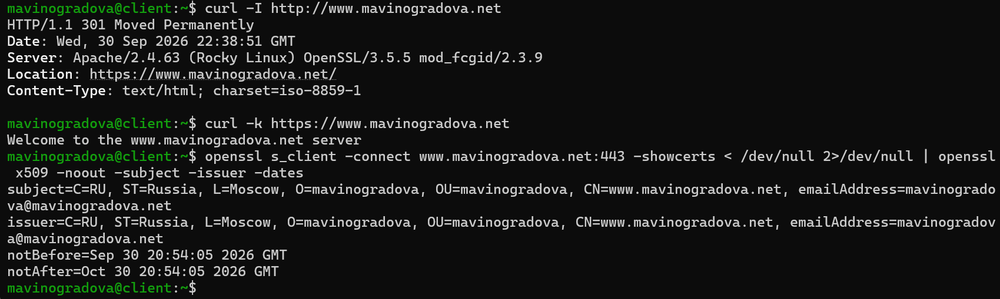 mavinogradova@client:~$ curl -I http://www.mavinogradova.net
HTTP/1.1 301 Moved Permanently
Date: Wed, 30 Sep 2026 22:38:51 GMT
Server: Apache/2.4.63 (Rocky Linux) OpenSSL/3.5.5 mod_fcgid/2.3.9
Location: https://www.mavinogradova.net/
Content-Type: text/html; charset=iso-8859-1
mavinogradova@client:~$ curl -k https://www.mavinogradova.net
Welcome to the www.mavinogradova.net server
mavinogradova@client:~$ openssl s_client -connect www.mavinogradova.net:443 -showcerts < /dev/null 2>/dev/null | openssl
 x509 -noout -subject -issuer -dates
subject=C=RU, ST=Russia, L=Moscow, O=mavinogradova, OU=mavinogradova, CN=www.mavinogradova.net, emailAddress=mavinogrado
va@mavinogradova.net
issuer=C=RU, ST=Russia, L=Moscow, O=mavinogradova, OU=mavinogradova, CN=www.mavinogradova.net, emailAddress=mavinogradov
a@mavinogradova.net
notBefore=Sep 30 20:54:05 2026 GMT
notAfter=Oct 30 20:54:05 2026 GMT
mavinogradova@client:~$